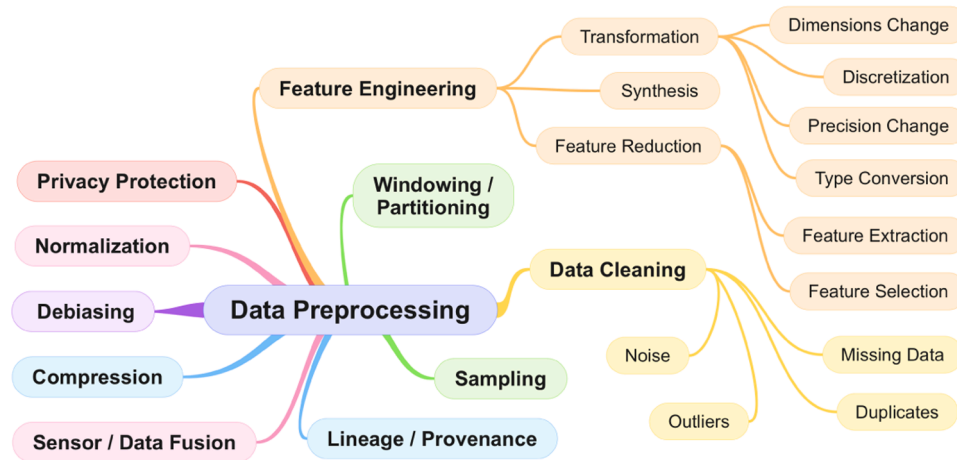 Dimensions Change
Transformation
Discretization
Feature Engineering
Synthesis
Precision Change
Feature Reduction
Type Conversion
Privacy Protection
Windowing /
Partitioning
Feature Extraction
Normalization
Data Cleaning
Feature Selection
Debiasing
Data Preprocessing
Noise
Missing Data
Compression
Sampling
Outliers
Duplicates
Sensor / Data Fusion
Lineage / Provenance